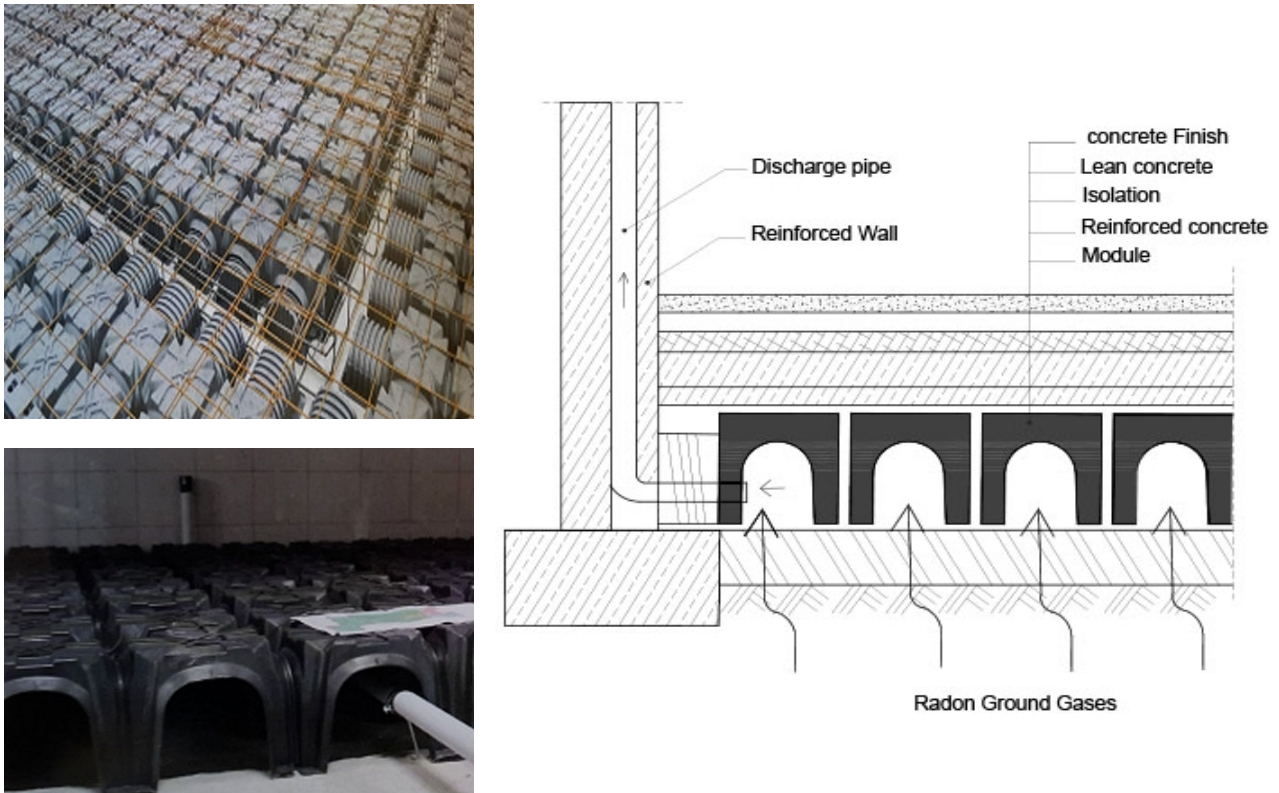 concrete Finish
Discharge pipe
Lean concrete
Isolation
Reinforced Wall
Reinforced concrete
Module
Radon Ground Gases